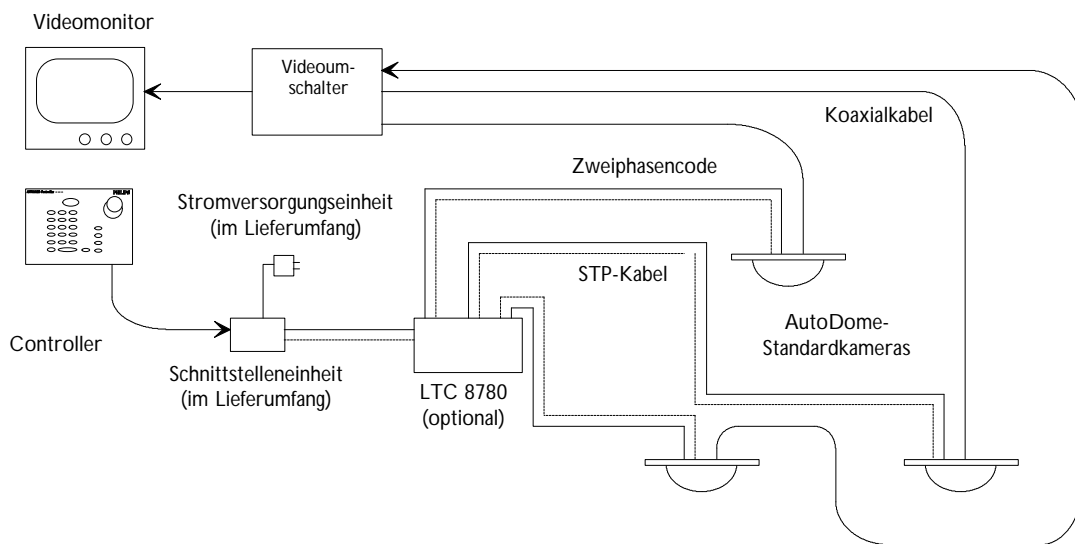 Videomonitor
Videoum-
schalter
Koaxialkabel
Zweiphasencode
Stromversorgungseinheit
(im Lieferumfang)
STP-Kabel
AutoDome-
Standardkameras
Controller
Schnittstelleneinheit
(im Lieferumfang)
LTC 8780
(optional)
PHILIPS